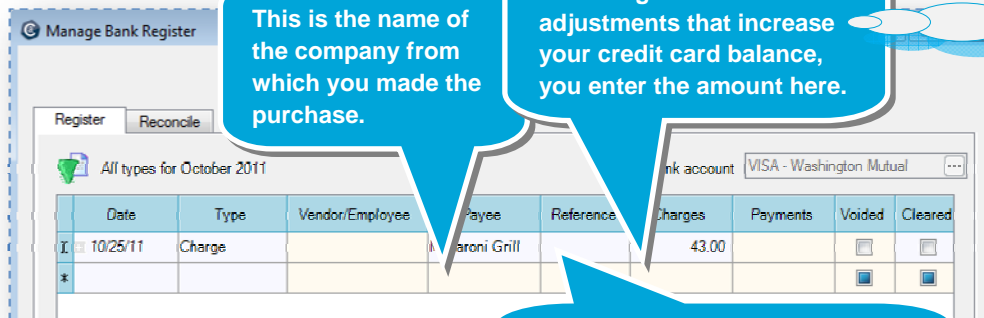 This is the name of
the company from
which you made the
purchase.
adjustments that increase
your credit card balance,
you enter the amount here.
Manage Bank Register
Register Reconcile
All types for October 2011
account VISA - Washington Mutual ...
Date Type Vendor/Employee Payee Reference Charges Payments Voided Cleared
10/25/11 Charge Grill 43.00
*